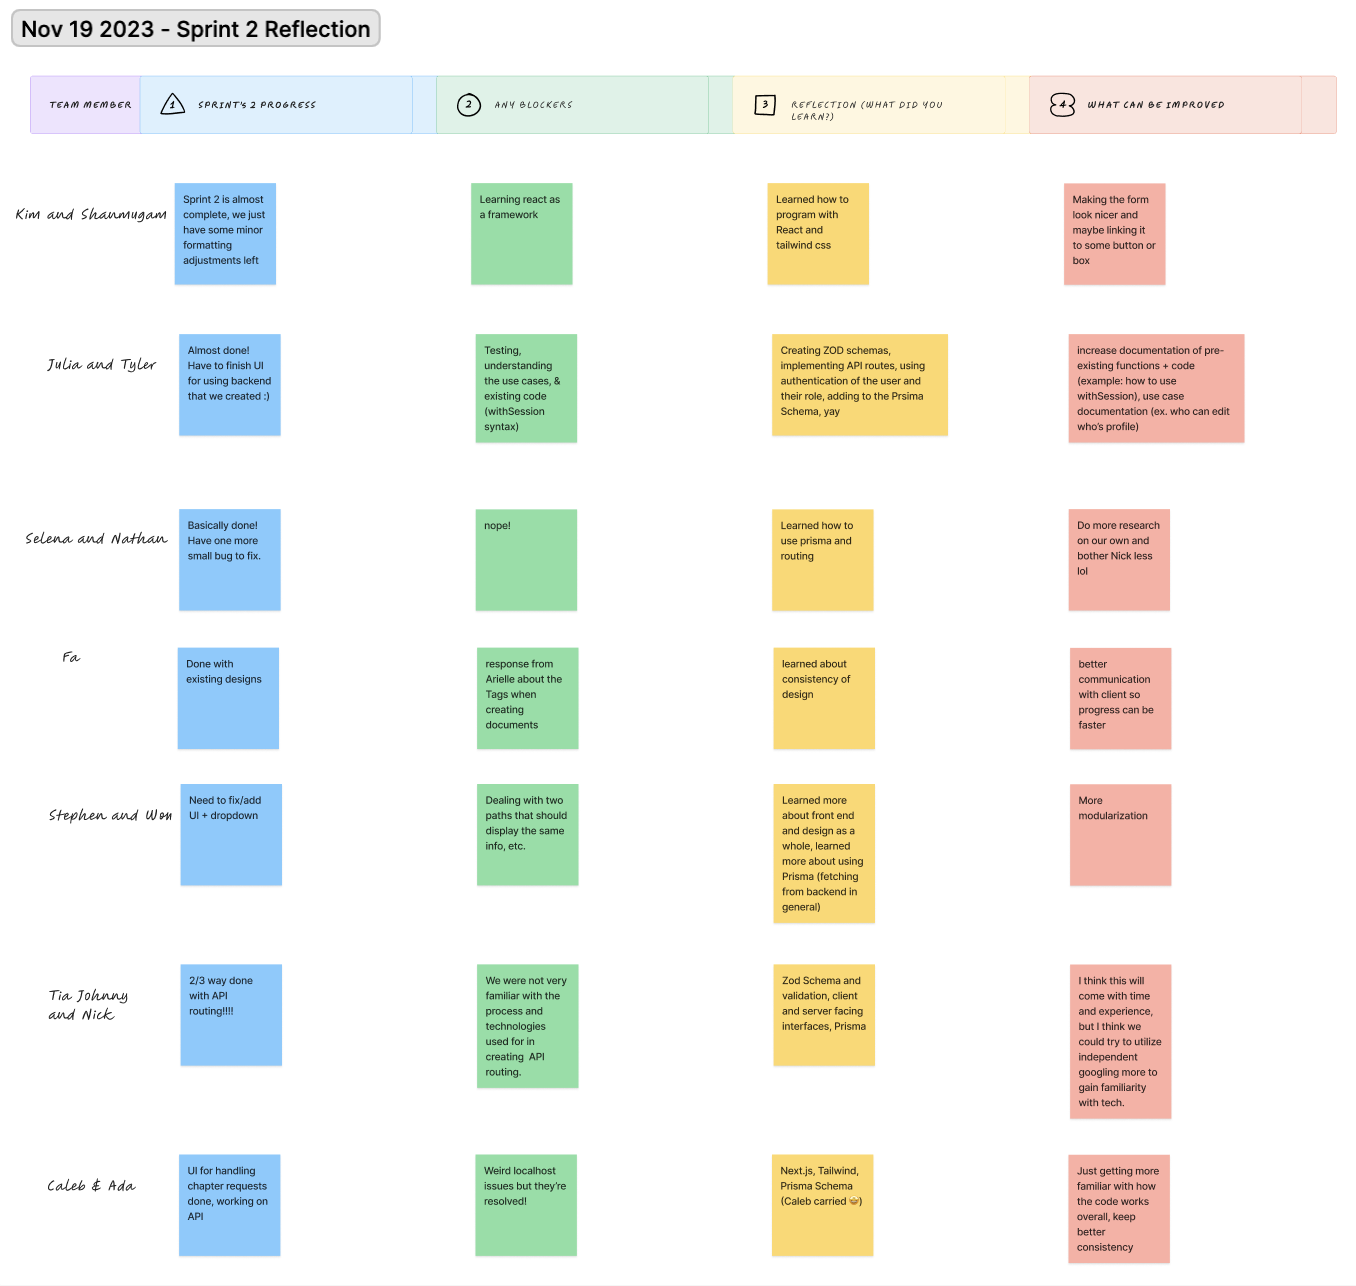 Nov 19 2023 - Sprint 2 Reflection
TEAM MEMBER
1
SPRINT'S 2 PROGRESS
2
ANY BLOCKERS
3
REFLECTION (WHAT DID YOU
LEARN?)
4
WHAT CAN BE IMPROVED
Kim and Shanmugam
Sprint 2 is almost
complete, we just
have some minor
formatting
adjustments left
Learning react as
a framework
Learned how to
program with
React and
tailwind css
Making the form
look nicer and
maybe linking it
to some button or
box
Julia and Tyler
Almost done!
Have to finish UI
for using backend
that we created :)
Testing,
understanding
the use cases, &
existing code
(withSession
syntax)
Creating ZOD schemas,
implementing API routes, using
authentication of the user and
their role, adding to the Prsima
Schema, yay
increase documentation of pre-
existing functions + code
(example: how to use
withSession), use case
documentation (ex. who can edit
who's profile)
Selena and Nathan
Basically done!
Have one more
small bug to fix.
nope!
Learned how to
use prisma and
routing
Do more research
on our own and
bother Nick less
lol
Fa
Done with
existing designs
response from
Arielle about the
Tags when
creating
documents
learned about
consistency of
design
better
communication
with client so
progress can be
faster
Stephen and Won
Need to fix/add
UI + dropdown
Dealing with two
paths that should
display the same
info, etc.
Learned more
about front end
and design as a
whole, learned
more about using
Prisma (fetching
from backend in
general)
More
modularization
Tia Johnny
and Nick
2/3 way done
with API
routing!!!!
We were not very
familiar with the
process and
technologies
used for in
creating API
routing.
Zod Schema and
validation, client
and server facing
interfaces, Prisma
I think this will
come with time
and experience,
but I think we
could try to utilize
independent
googling more to
gain familiarity
with tech.
Caleb & Ada
UI for handling
chapter requests
done, working on
API
Weird localhost
issues but they're
resolved!
Next.js, Tailwind,
Prisma Schema
(Caleb carried 🤩)
Just getting more
familiar with how
the code works
overall, keep
better
consistency